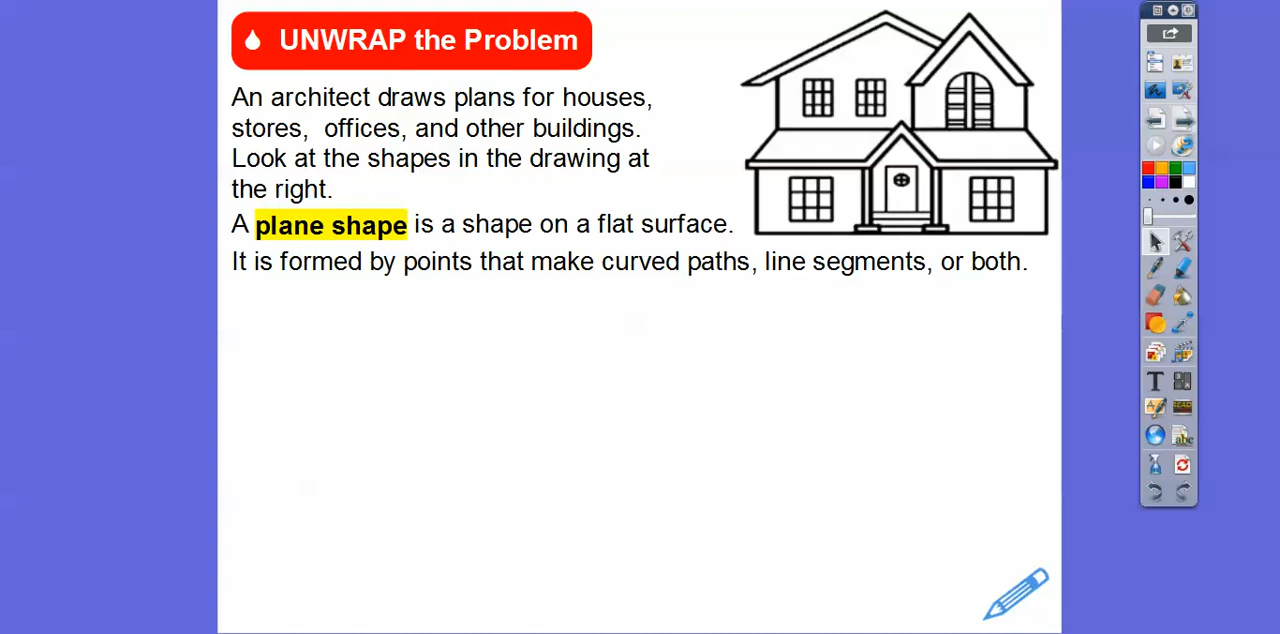 UNWRAP the Problem
An architect draws plans for houses,
stores, offices, and other buildings.
Look at the shapes in the drawing at
the right.
A plane shape is a shape on a flat surface.
It is formed by points that make curved paths, line segments, or both.
T